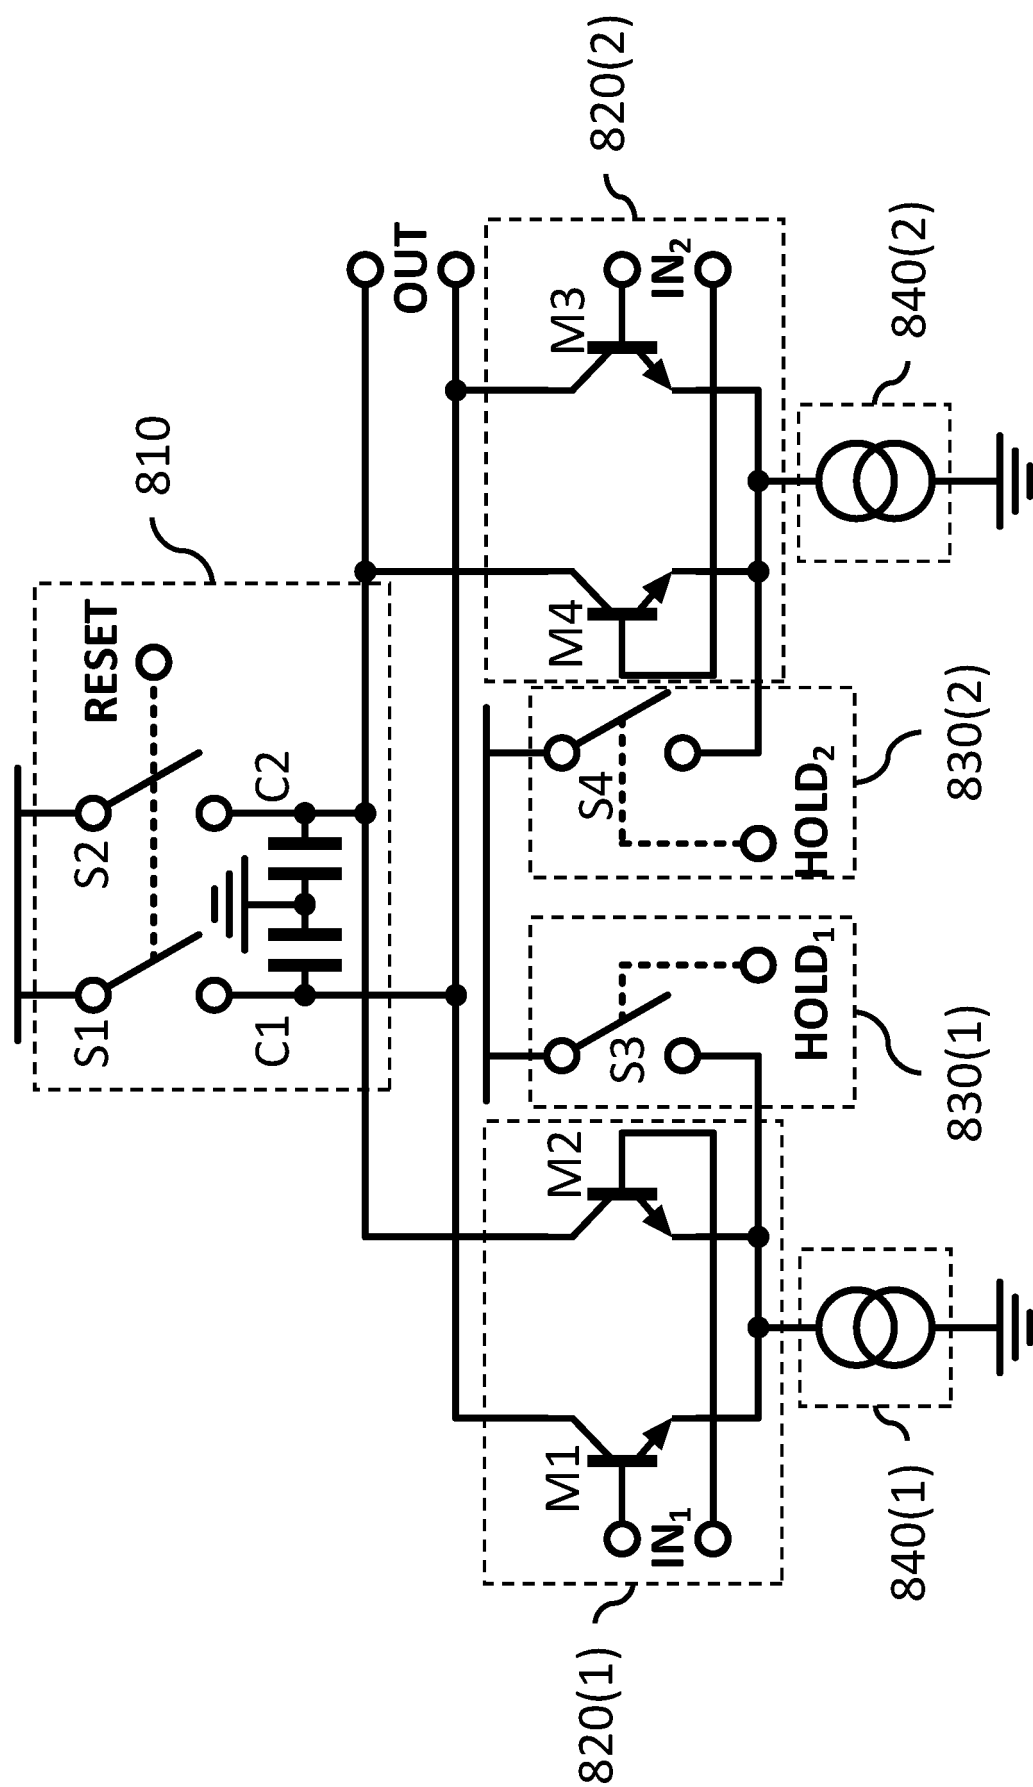 810
RESET
S1
S2
C1
C2
OUT
820(1)
M1
IN1
M2
S3
HOLD1
830(1)
S4
HOLD2
830(2)
M4
M3
IN2
820(2)
840(1)
840(2)